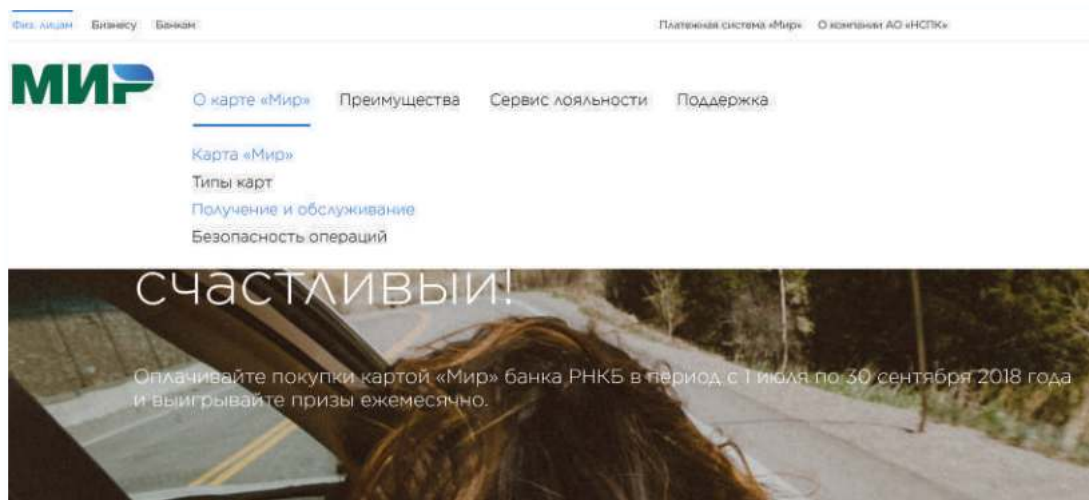 Физ. лицам Бизнесу Банкам Платежная система «Мир» О компании АО «НСПК»
МИР
О карте «Мир» Преимущества Сервис лояльности Поддержка
Карта «Мир»
Типы карт
Получение и обслуживание
Безопасность операций
счастливый!
Оплачивайте покупки картой «Мир» банка РНКБ в период с 1 июля по 30 сентября 2018 года
и выигрывайте призы ежемесячно.